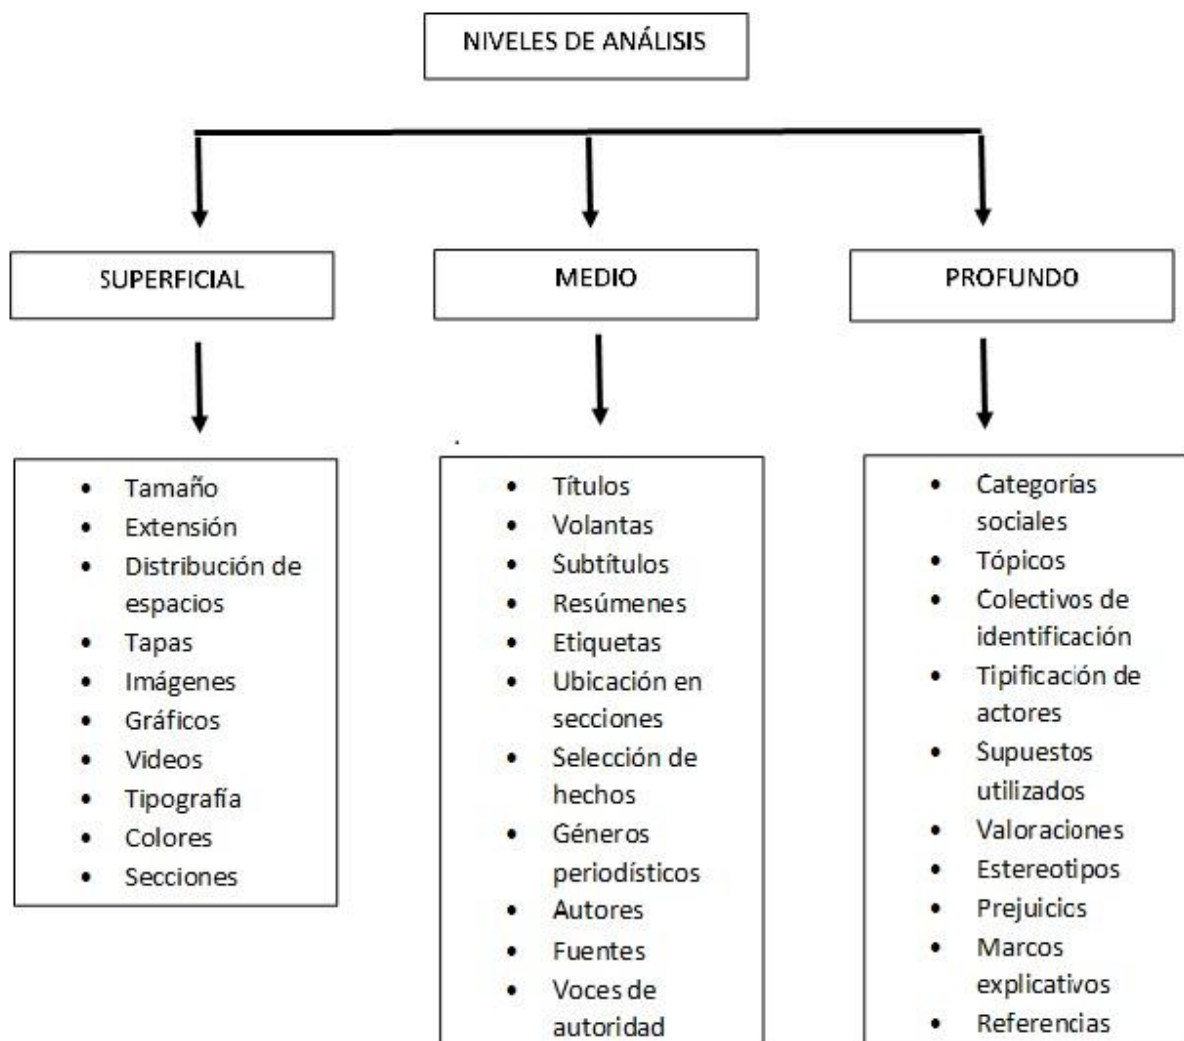 NIVELES DE ANÁLISIS
SUPERFICIAL
MEDIO
PROFUNDO
• Tamaño
• Extensión
• Distribución de
espacios
• Tapas
• Imágenes
• Gráficos
• Videos
• Tipografía
• Colores
• Secciones
• Títulos
• Volantas
• Subtítulos
• Resúmenes
• Etiquetas
• Ubicación en
secciones
• Selección de
hechos
• Géneros
periodísticos
• Autores
• Fuentes
• Voces de
autoridad
• Categorías
sociales
• Tópicos
• Colectivos de
identificación
• Tipificación de
actores
• Supuestos
utilizados
• Valoraciones
• Estereotipos
• Prejuicios
• Marcos
explicativos
• Referencias